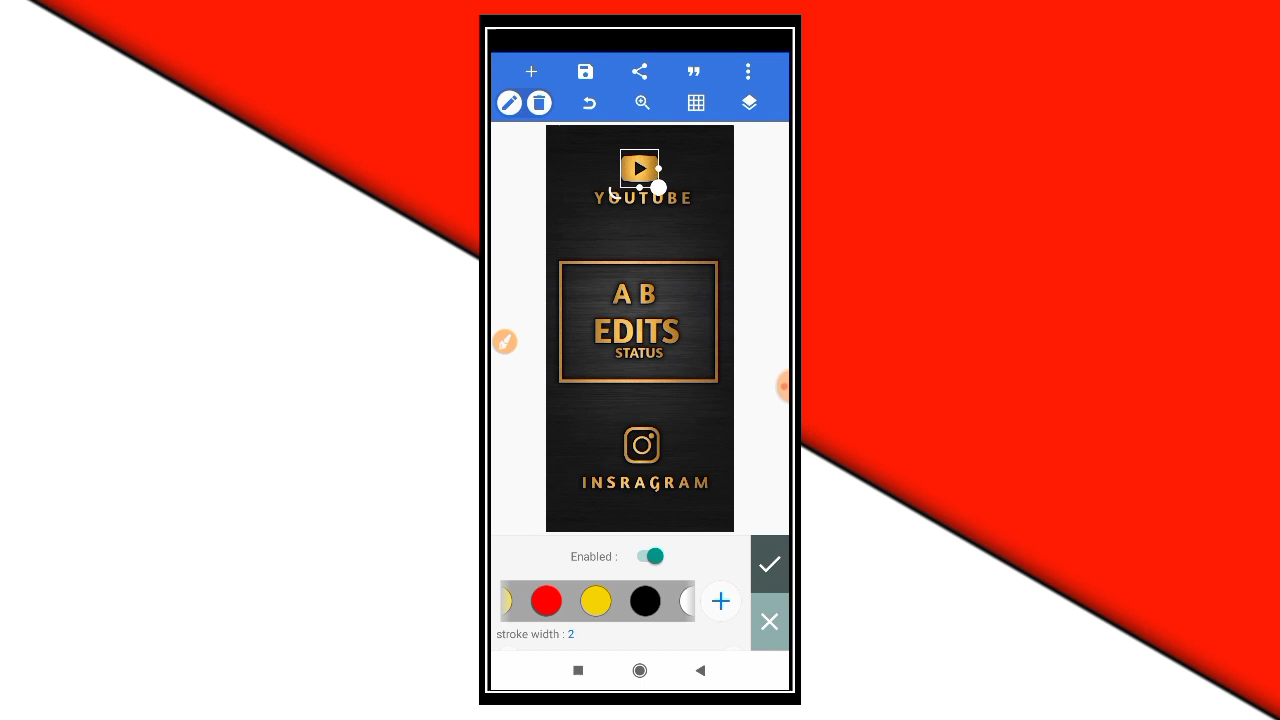 YOUTUBE
A B
EDITS
STATUS
INSRAGRAM
Enabled :
stroke width : 2